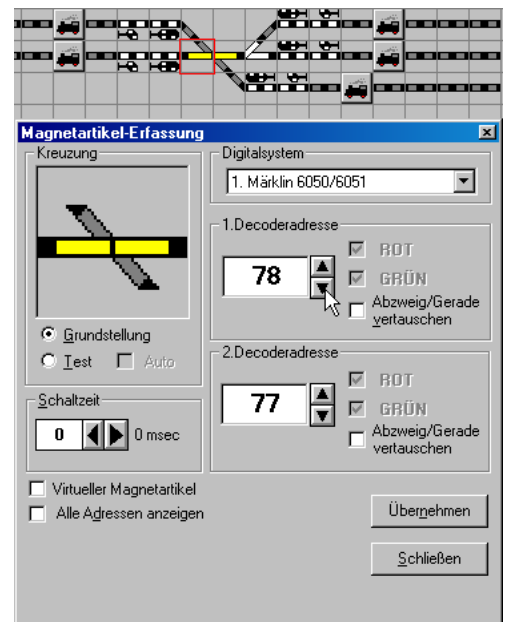 Magnetartikel-Erfassung
Kreuzung
Digitalsystem
1. Märklin 6050/6051
1.Decoderadresse
78
ROT
GRÜN
Abzweig/Gerade
vertauschen
Grundstellung
Test
Auto
2.Decoderadresse
77
ROT
GRÜN
Abzweig/Gerade
vertauschen
Schaltzeit
0
0 msec
Virtueller Magnetartikel
Alle Adressen anzeigen
Übernehmen
Schließen